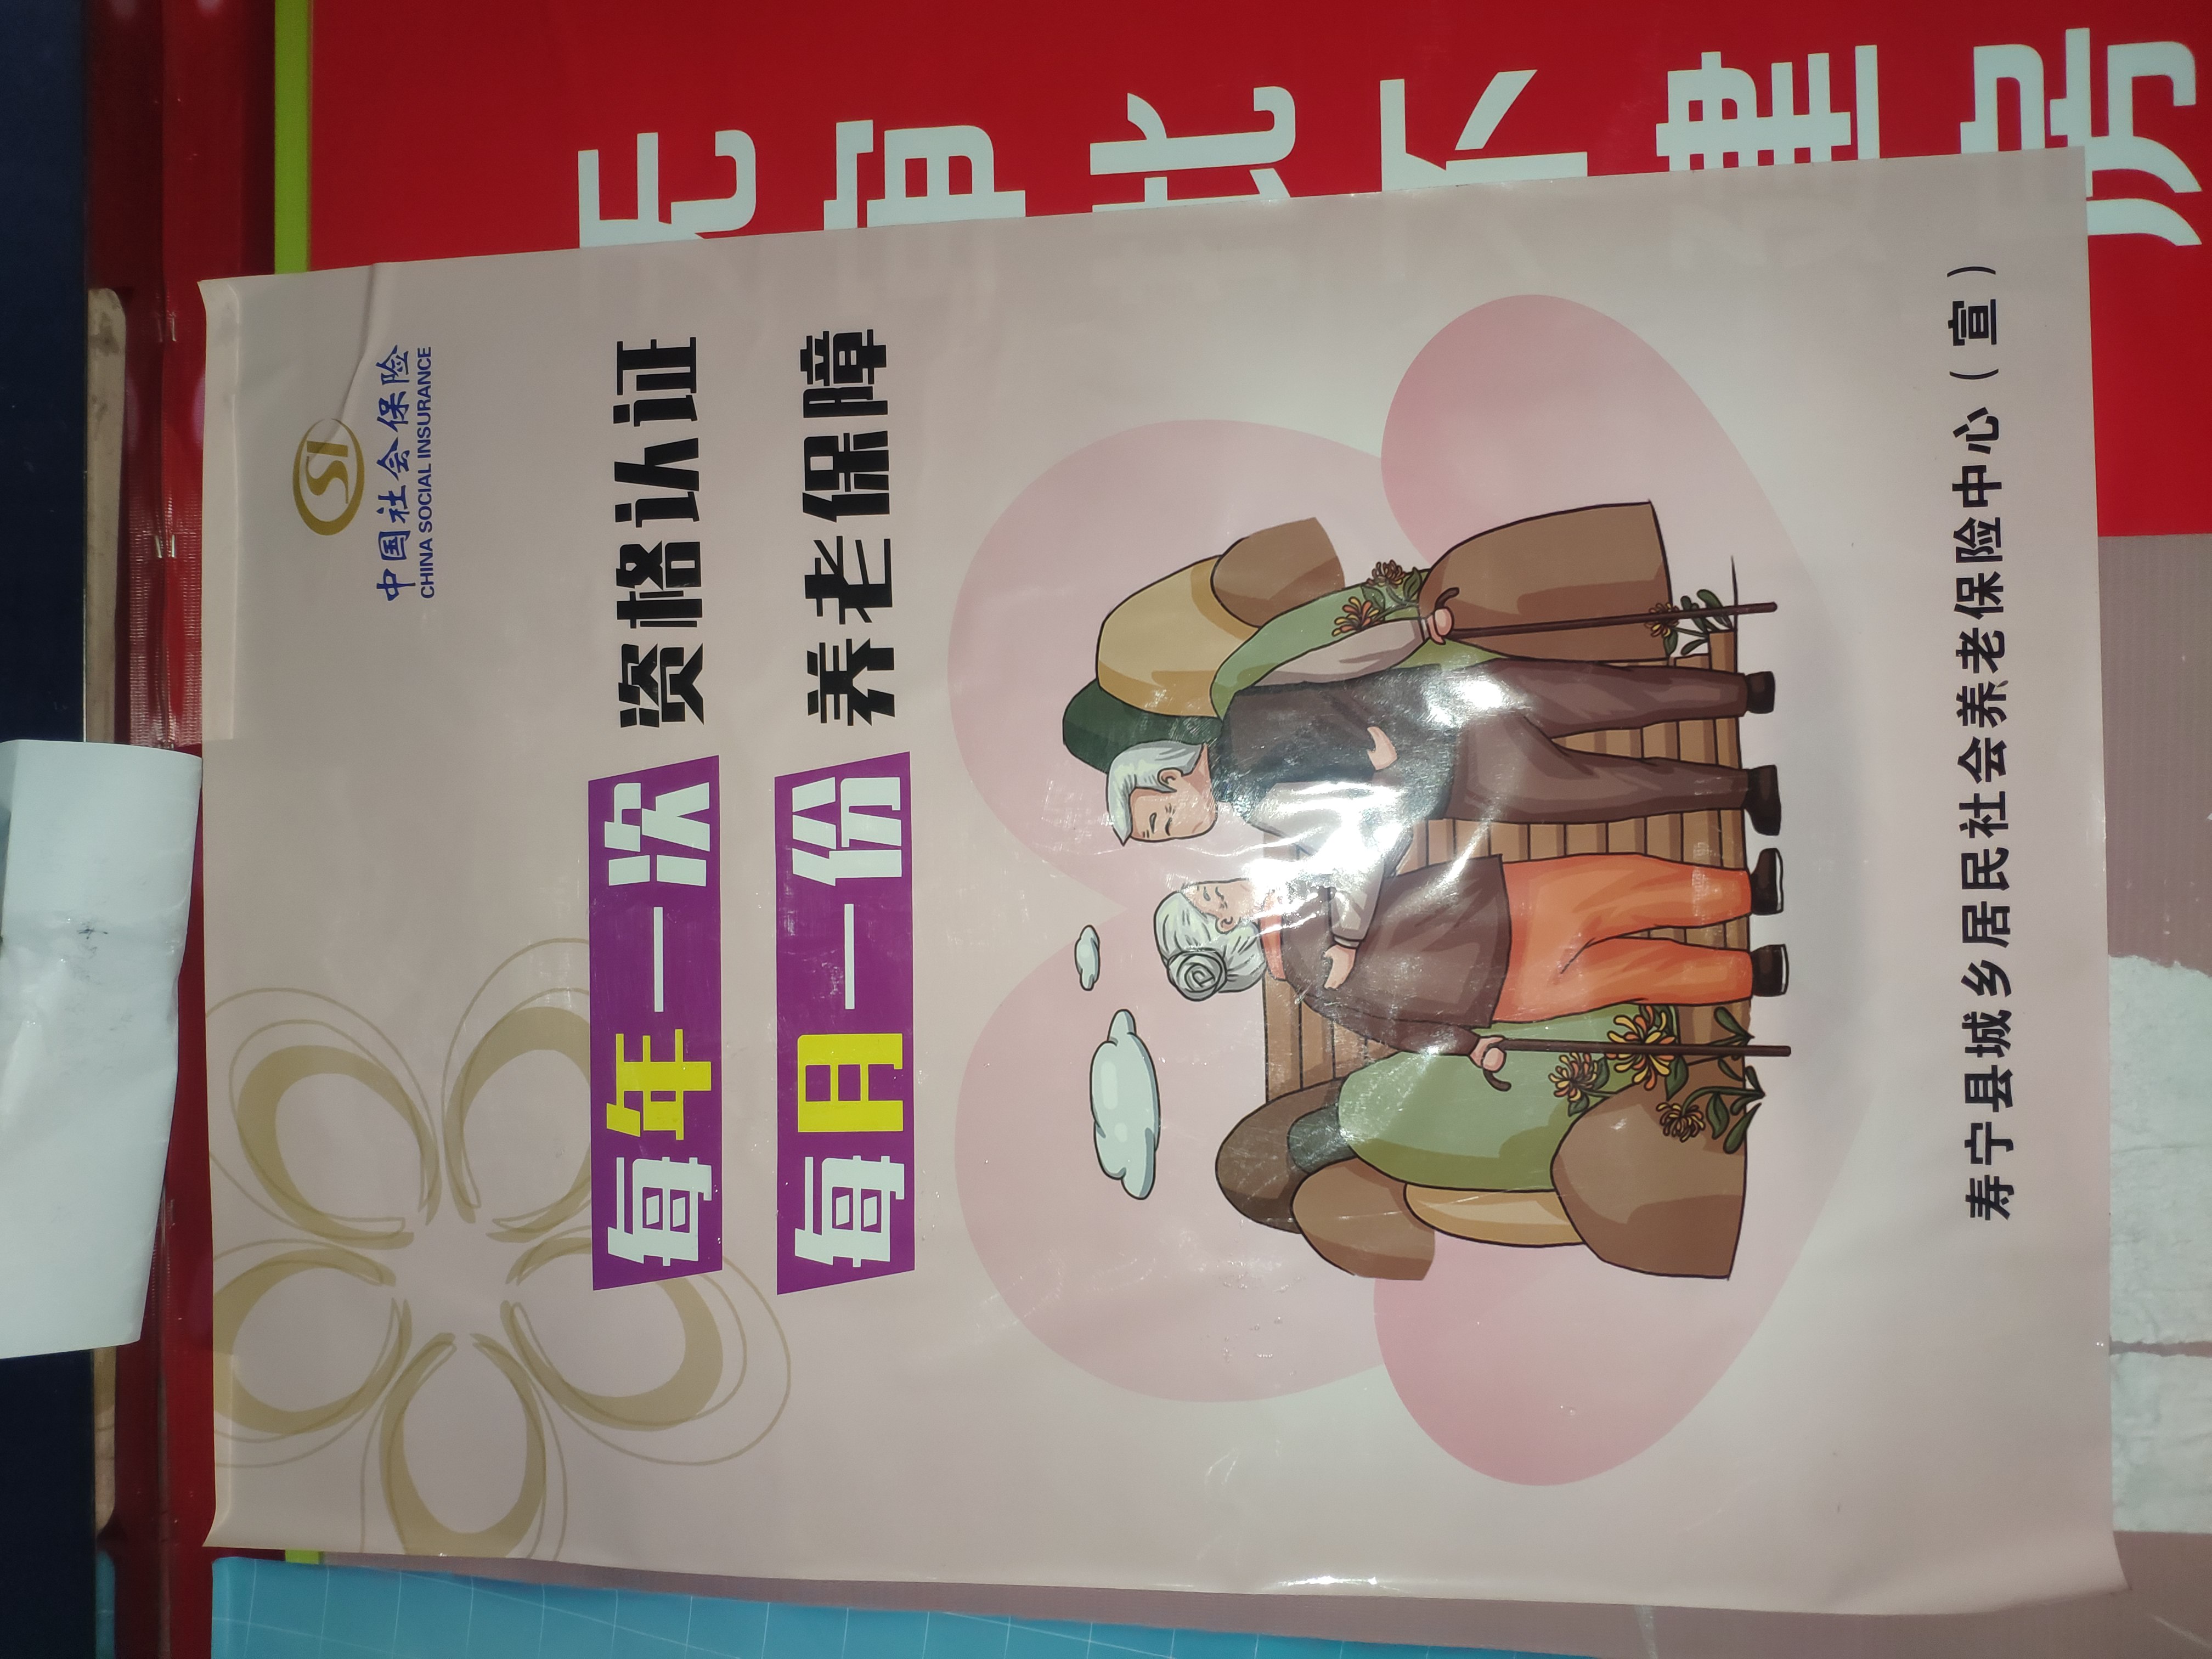 中国社会保险
CHINA SOCIAL INSURANCE
每年一次 资格认证
每月一份 养老保障
寿宁县城乡居民社会养老保险中心（宣）